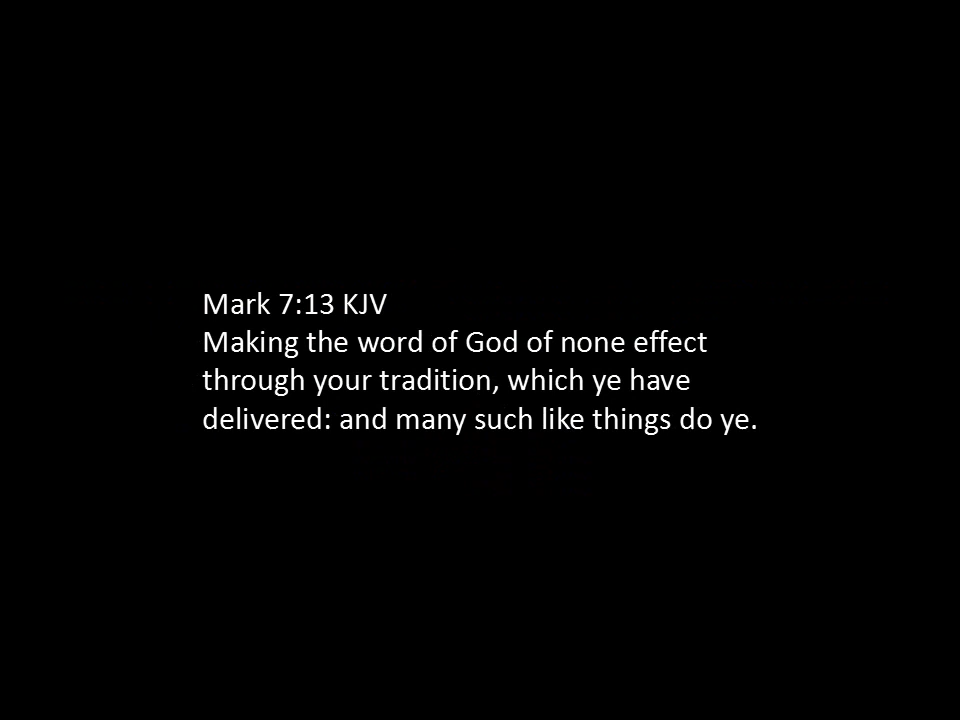 Mark 7:13 KJV
Making the word of God of none effect
through your tradition, which ye have
delivered: and many such like things do ye.